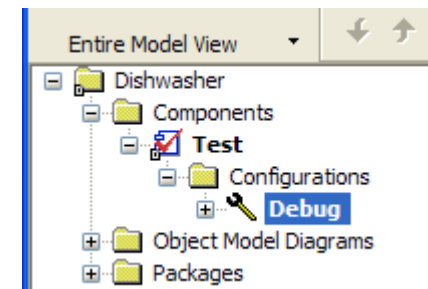 Entire Model View
Dishwasher
Components
Test
Configurations
Debug
Object Model Diagrams
Packages